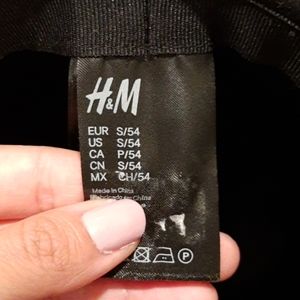 H&M
EUR S/54
US S/54
CA P/54
CN S/54
MX CH/54
Made in China
Fabricado en China
P